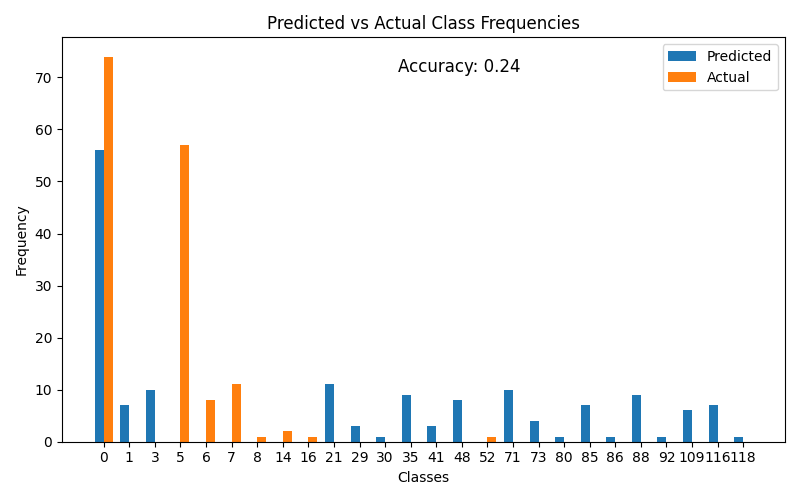 Predicted vs Actual Class Frequencies
Accuracy: 0.24
Predicted
Actual
Frequency
70
60
50
40
30
20
10
0
0 1 3 5 6 7 8 14 16 21 29 30 35 41 48 52 71 73 80 85 86 88 92 109 116 118
Classes